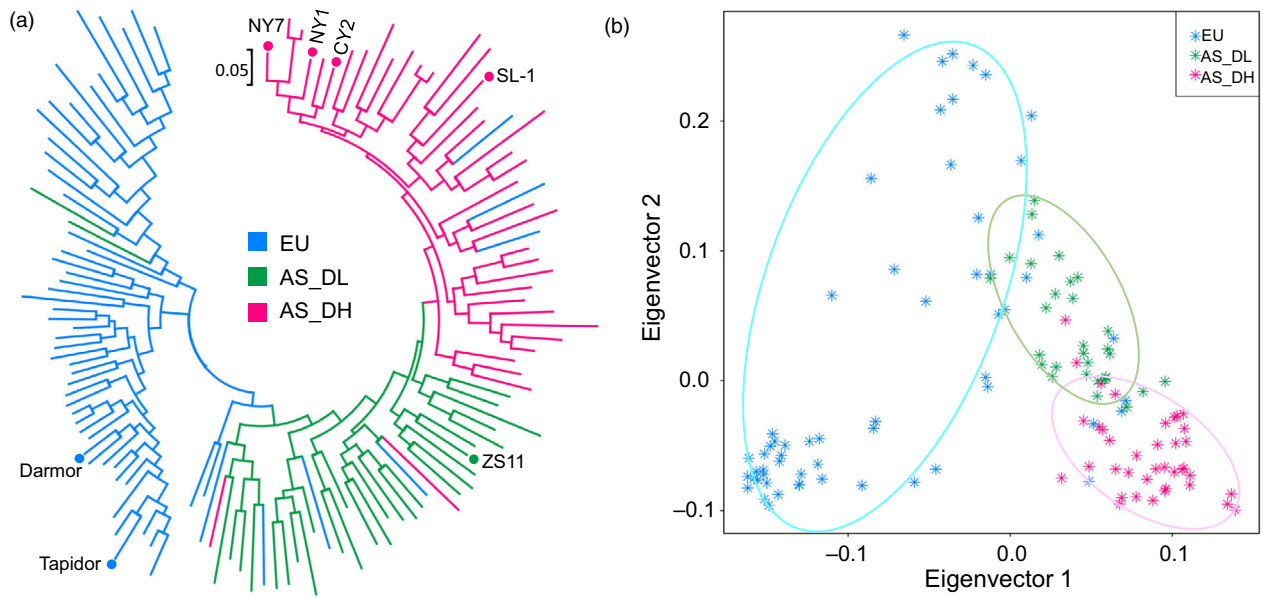 (a)
NY7
NY1
CY2
0.05
SL-1
EU
AS_DL
AS_DH
Darmor
ZS11
Tapidor
(b)
EU
AS_DL
AS_DH
0.2
0.1
0.0
–0.1
Eigenvector 2
–0.1
0.0
0.1
Eigenvector 1